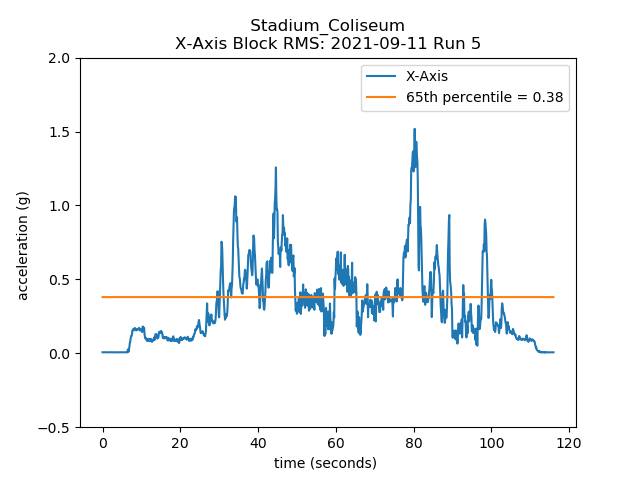 Stadium_Coliseum
X-Axis Block RMS: 2021-09-11 Run 5
2.0
X-Axis
65th percentile = 0.38
1.5
1.0
0.5
0.0
−0.5
acceleration (g)
0 20 40 60 80 100 120
time (seconds)